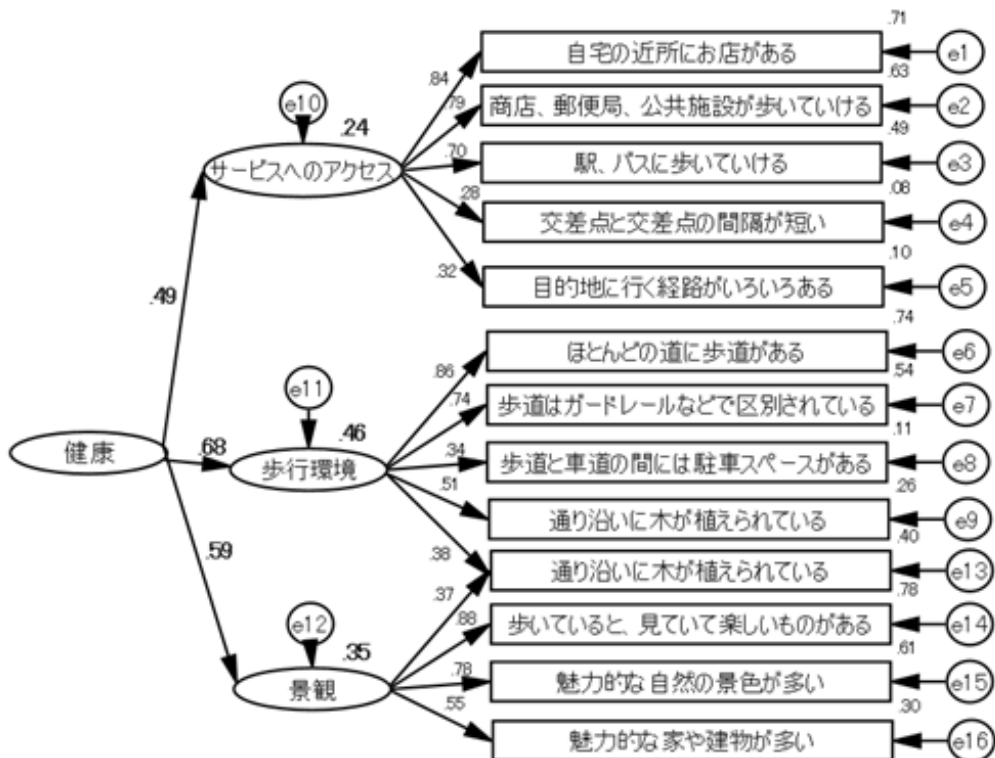 .71
自宅の近所にお店がある
e1
.63
.84
e10
.79
商店、郵便局、公共施設が歩いていける
e2
.24
.49
.70
サービスへのアクセス
駅、バスに歩いていける
e3
.28
.08
交差点と交差点の間隔が短い
e4
.10
.32
目的地に行く経路がいろいろある
e5
.49
.74
ほとんどの道に歩道がある
e6
.86
.54
e11
.74
歩道はガードレールなどで区別されている
e7
.46
.11
健康
.68
歩行環境
.34
歩道と車道の間には駐車スペースがある
e8
.51
.26
通り沿いに木が植えられている
e9
.40
.59
.38
通り沿いに木が植えられている
e13
.37
.78
e12
.88
歩いていると、見ていて楽しいものがある
e14
.35
.61
景観
.78
魅力的な自然の景色が多い
e15
.55
.30
魅力的な家や建物が多い
e16